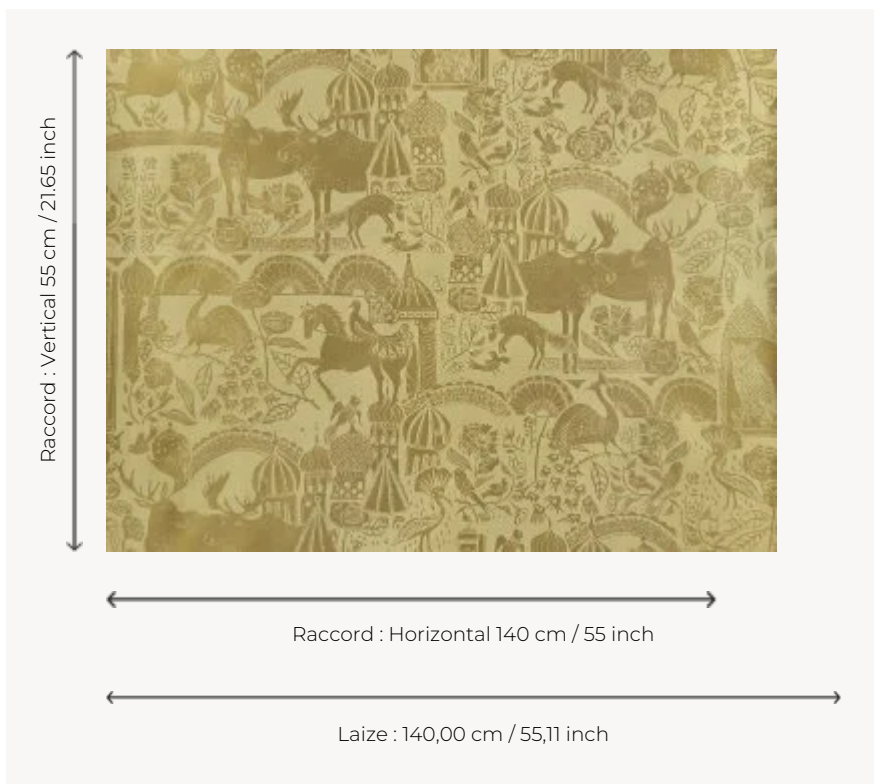 Raccord : Vertical 55 cm / 21.65 inch
Raccord : Horizontal 140 cm / 55 inch
Laize : 140,00 cm / 55,11 inch